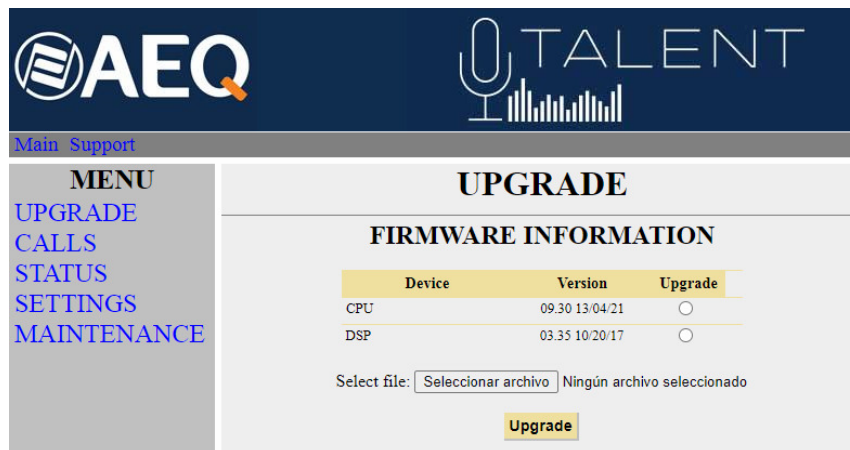 AEQ
TALENT
Main Support
MENU
UPGRADE
CALLS
STATUS
SETTINGS
MAINTENANCE
UPGRADE
FIRMWARE INFORMATION
Device Version Upgrade
CPU 09.30 13/04/21
DSP 03.35 10/20/17
Select file: Seleccionar archivo Ningún archivo seleccionado
Upgrade